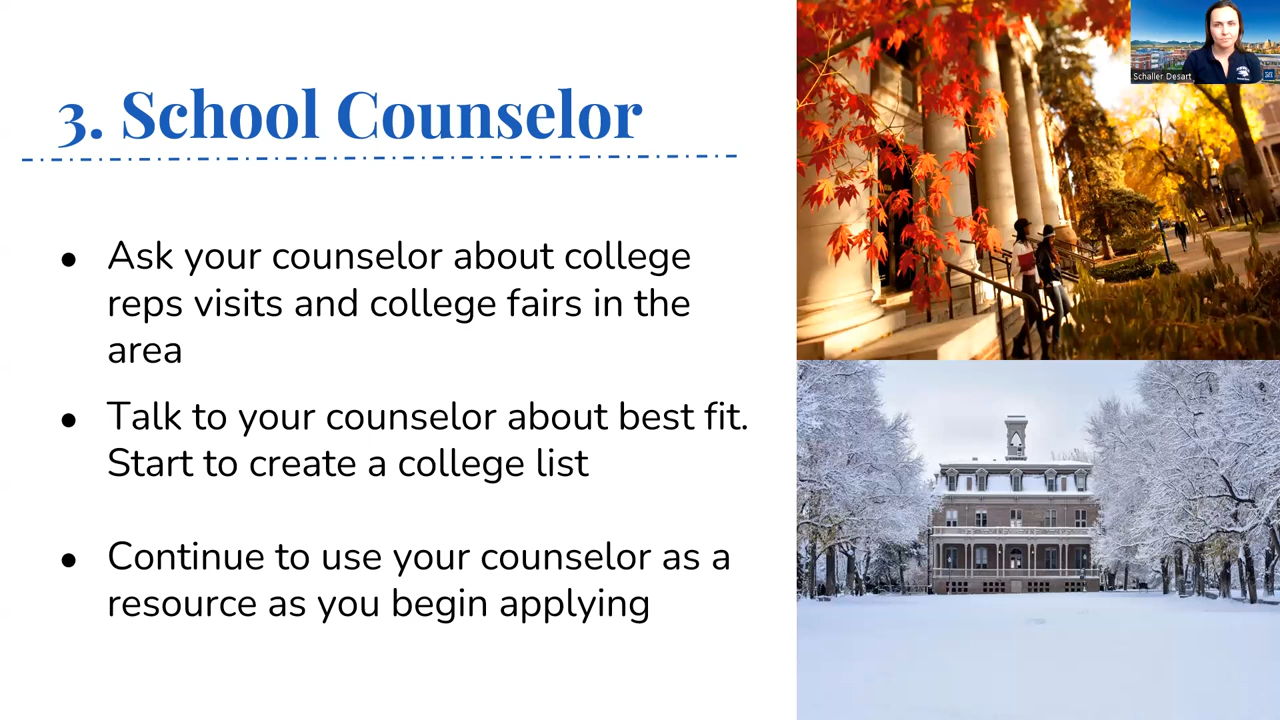 3. School Counselor
Schaller Desart
● Ask your counselor about college
reps visits and college fairs in the
area
● Talk to your counselor about best fit.
Start to create a college list
● Continue to use your counselor as a
resource as you begin applying